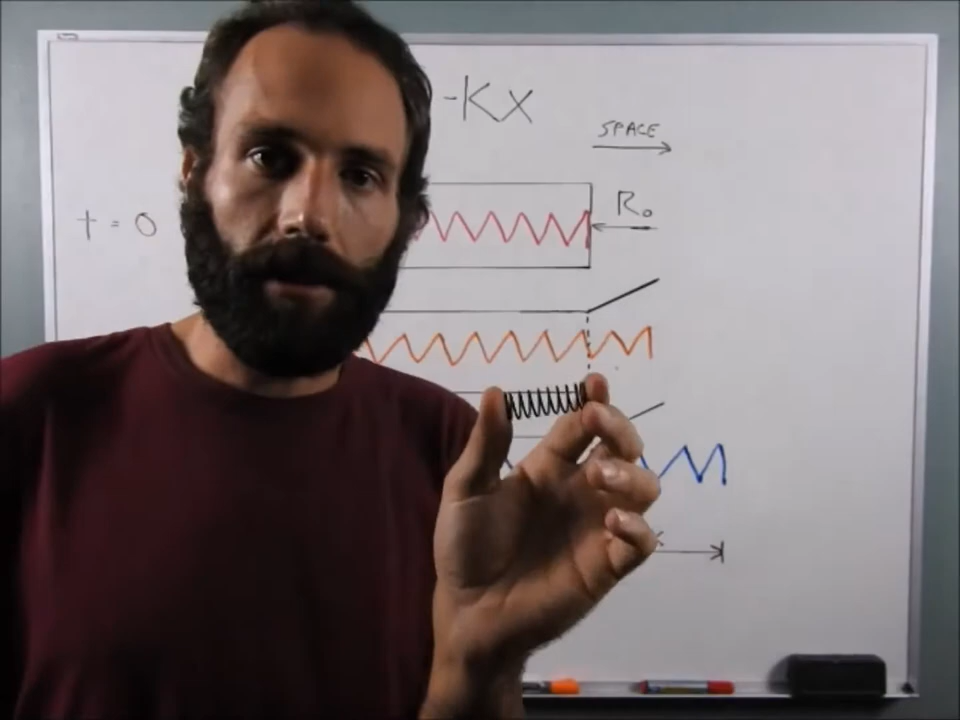 -Kx
SPACE
t = 0
R₀